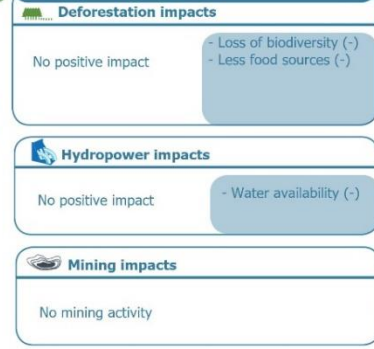 Deforestation impacts
No positive impact
- Loss of biodiversity (-)
- Less food sources (-)
Hydropower impacts
No positive impact
- Water availability (-)
Mining impacts
No mining activity